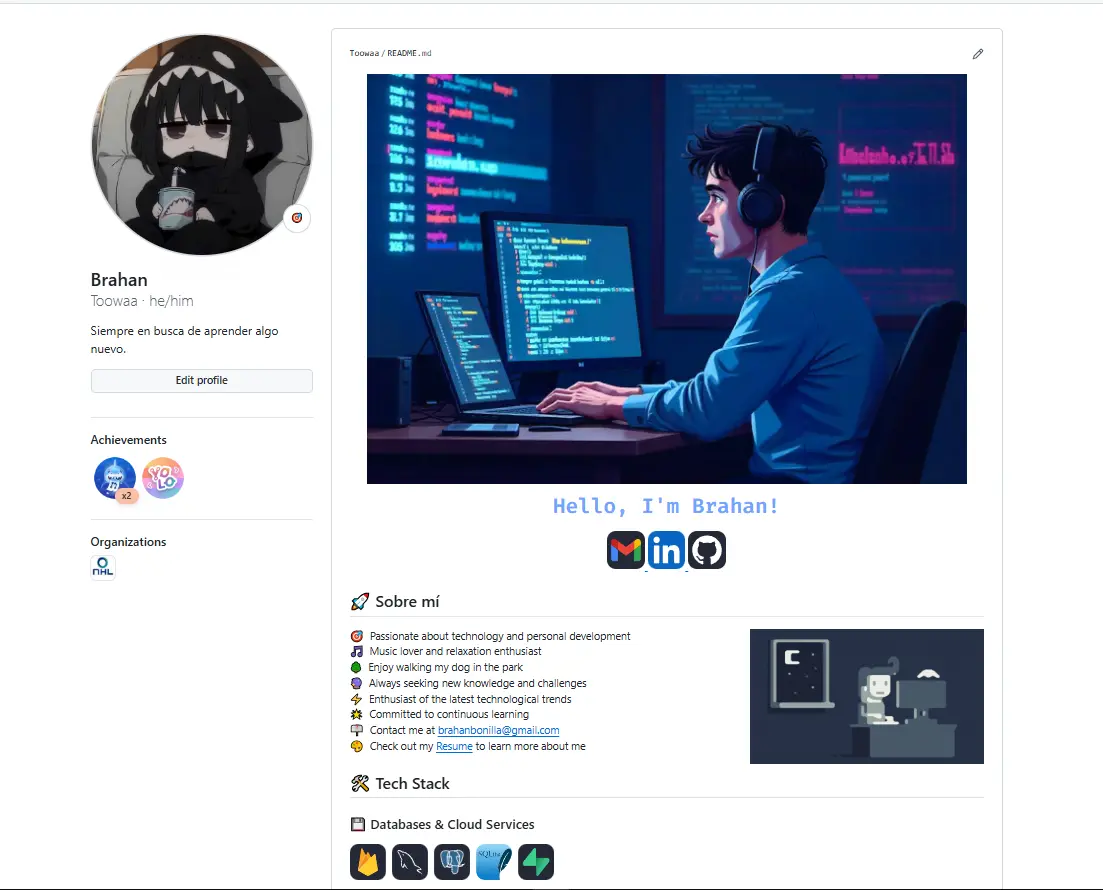 Toowaa / README.md
Brahan
Toowaa · he/him
Siempre en busca de aprender algo
nuevo.
Edit profile
Achievements
x2
YOLO
Organizations
NHL
Hello, I'm Brahan!
in
Sobre mí
Passionate about technology and personal development
Music lover and relaxation enthusiast
Enjoy walking my dog in the park
Always seeking new knowledge and challenges
Enthusiast of the latest technological trends
Committed to continuous learning
Contact me at brahanbonilla@gmail.com
Check out my Resume to learn more about me
Tech Stack
Databases & Cloud Services
SQLite